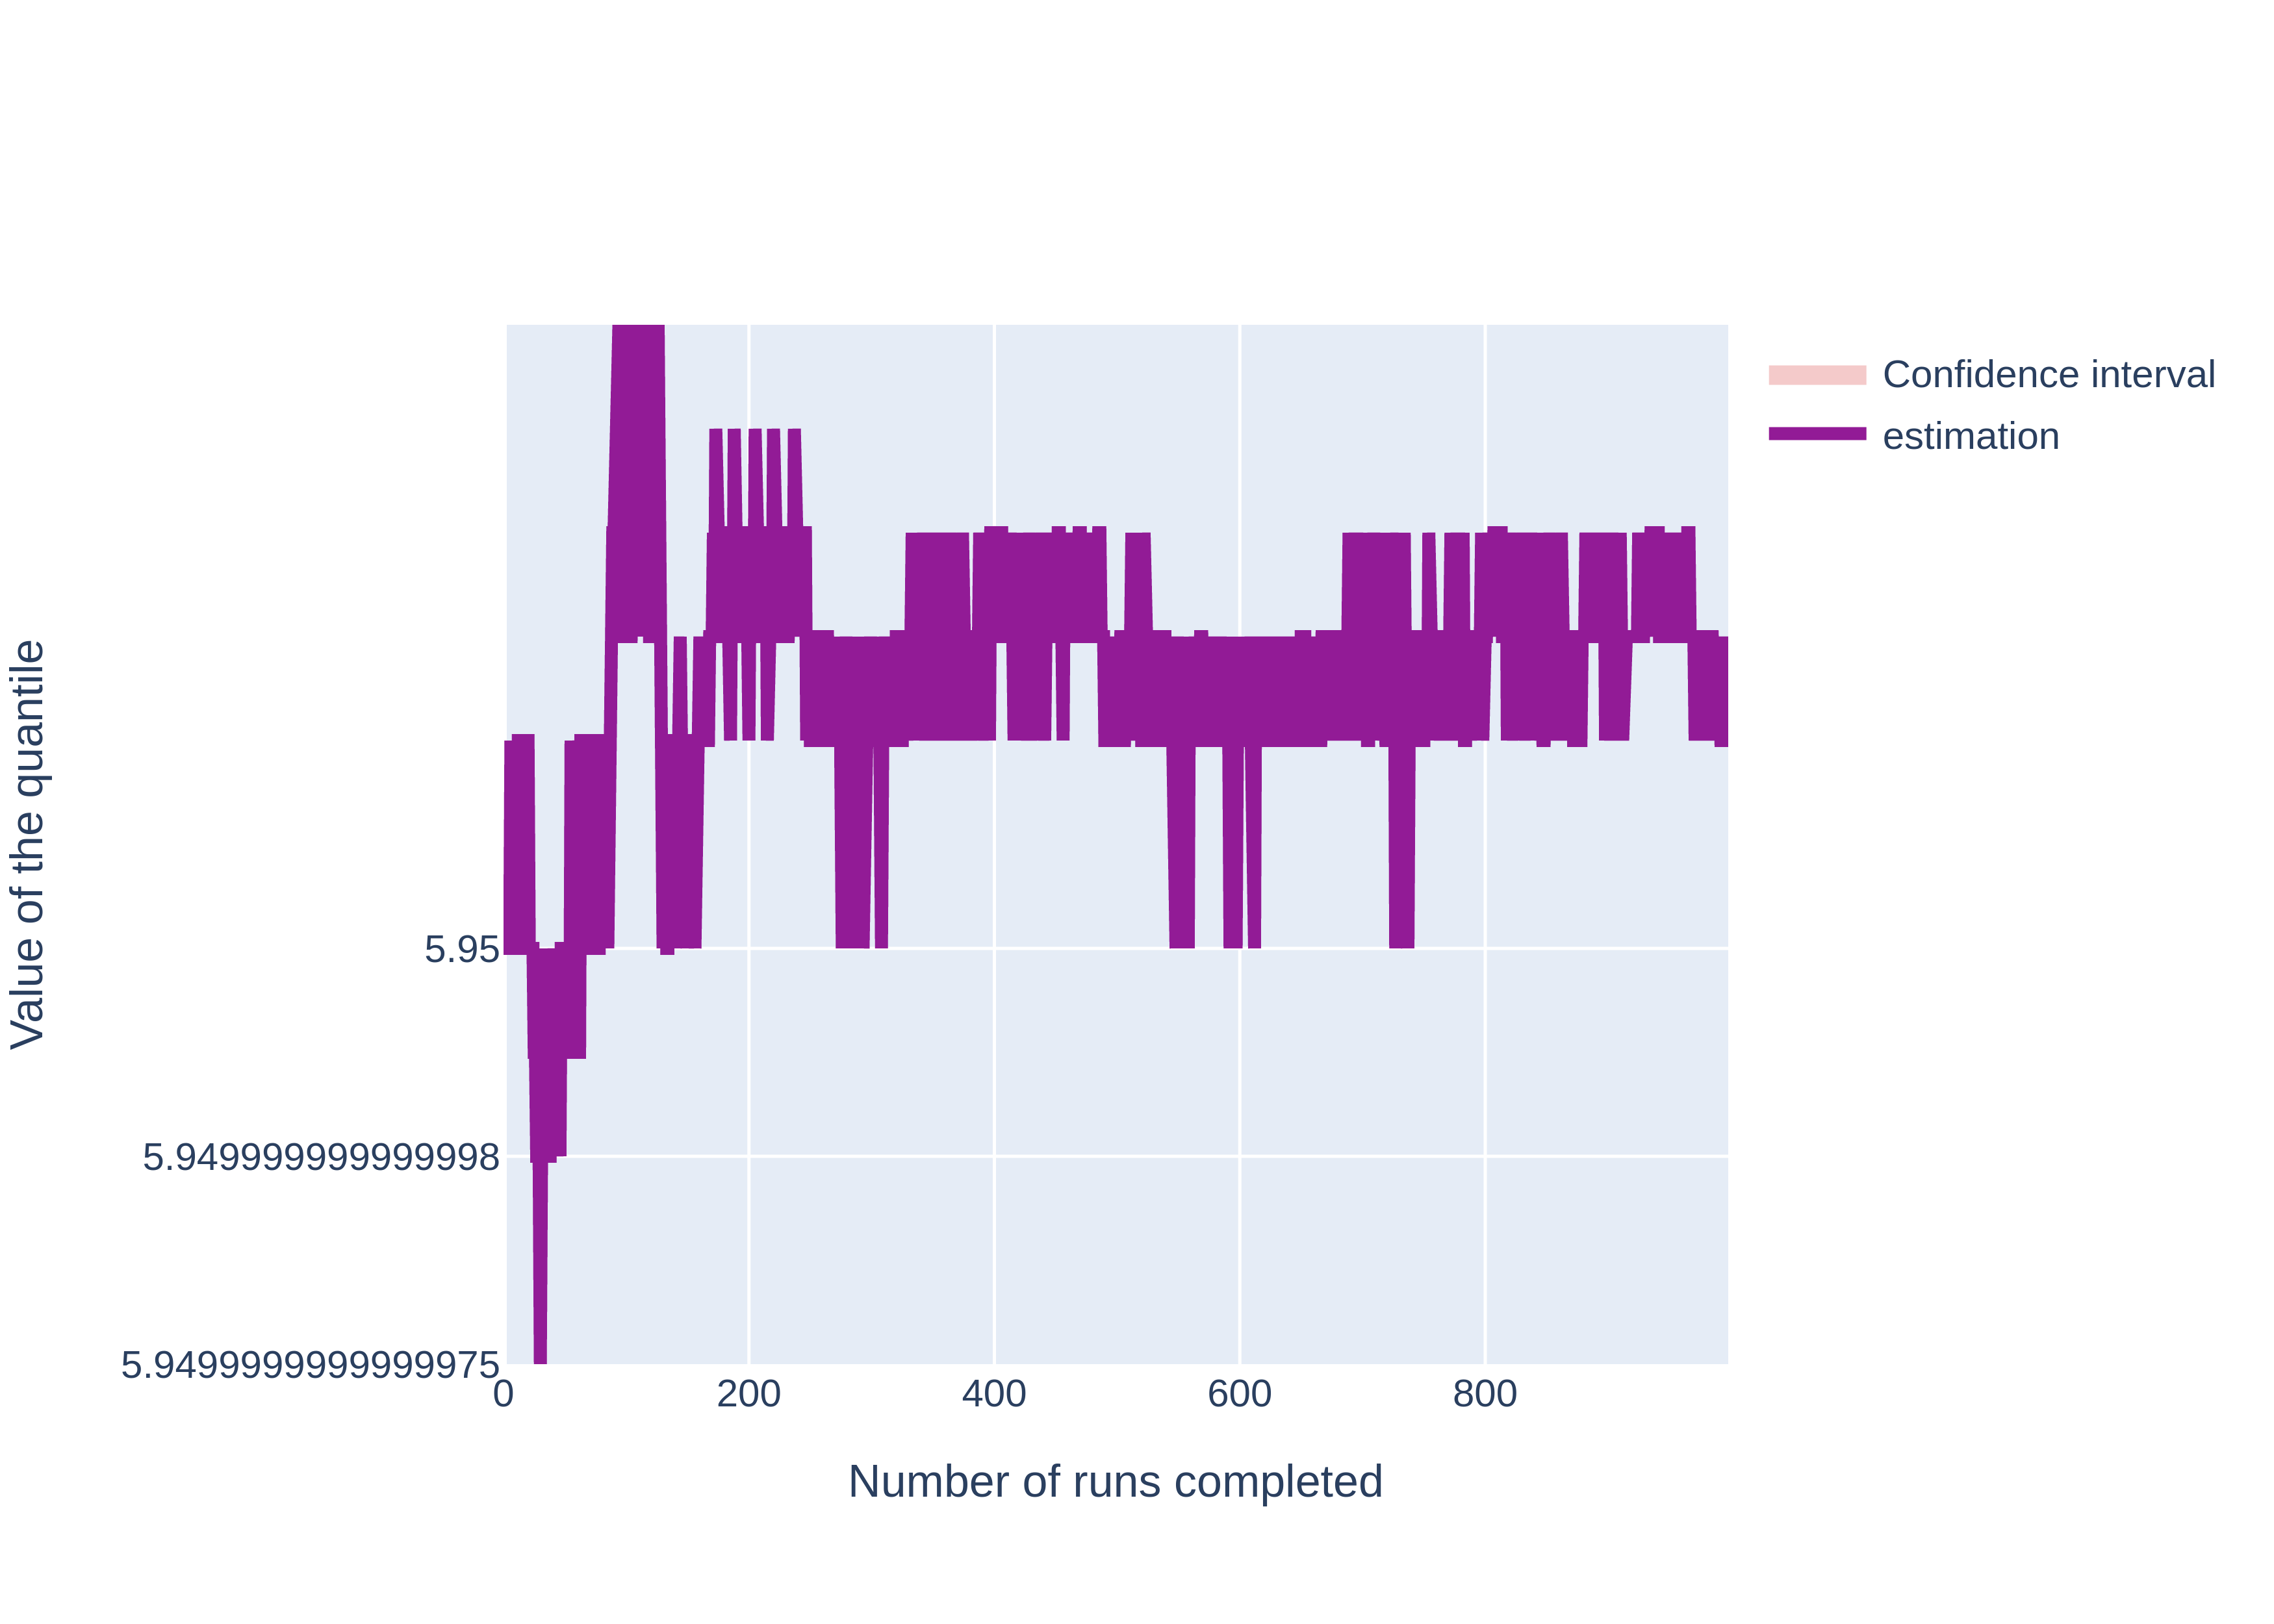 Confidence interval
estimation
Value of the quantile
5.95
5.949999999999998
5.9499999999999975
0
200
400
600
800
Number of runs completed